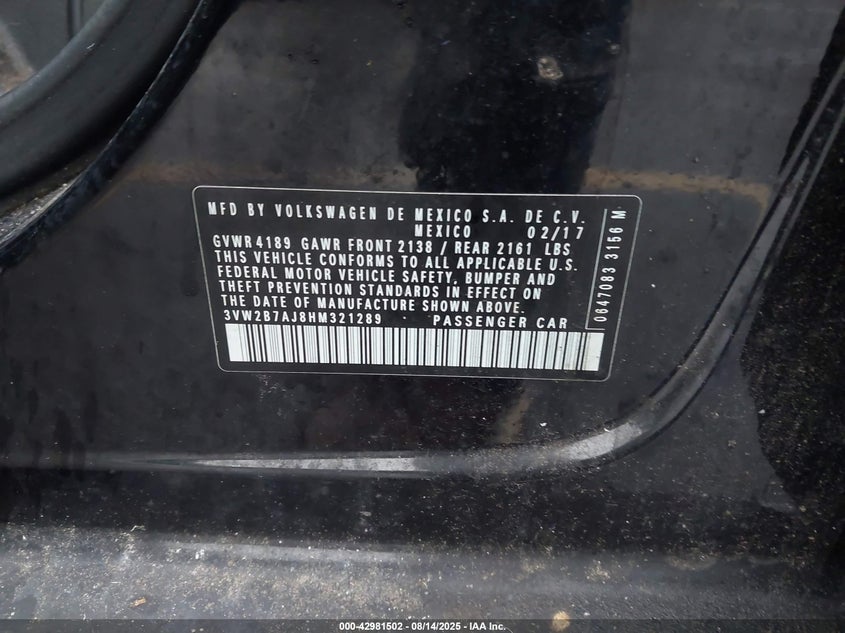 MFD BY VOLKSWAGEN DE MEXICO S.A. DE C.V.
MEXICO 02/17
GVWR 4189 GAWR FRONT 2138 / REAR 2161 LBS
THIS VEHICLE CONFORMS TO ALL APPLICABLE U.S.
FEDERAL MOTOR VEHICLE SAFETY, BUMPER AND
THEFT PREVENTION STANDARDS IN EFFECT ON
THE DATE OF MANUFACTURE SHOWN ABOVE.
3VW2B7AJ8HM321289 PASSENGER CAR
0647083 3156 M
000-42981502 - 08/14/2025 - IAA Inc.